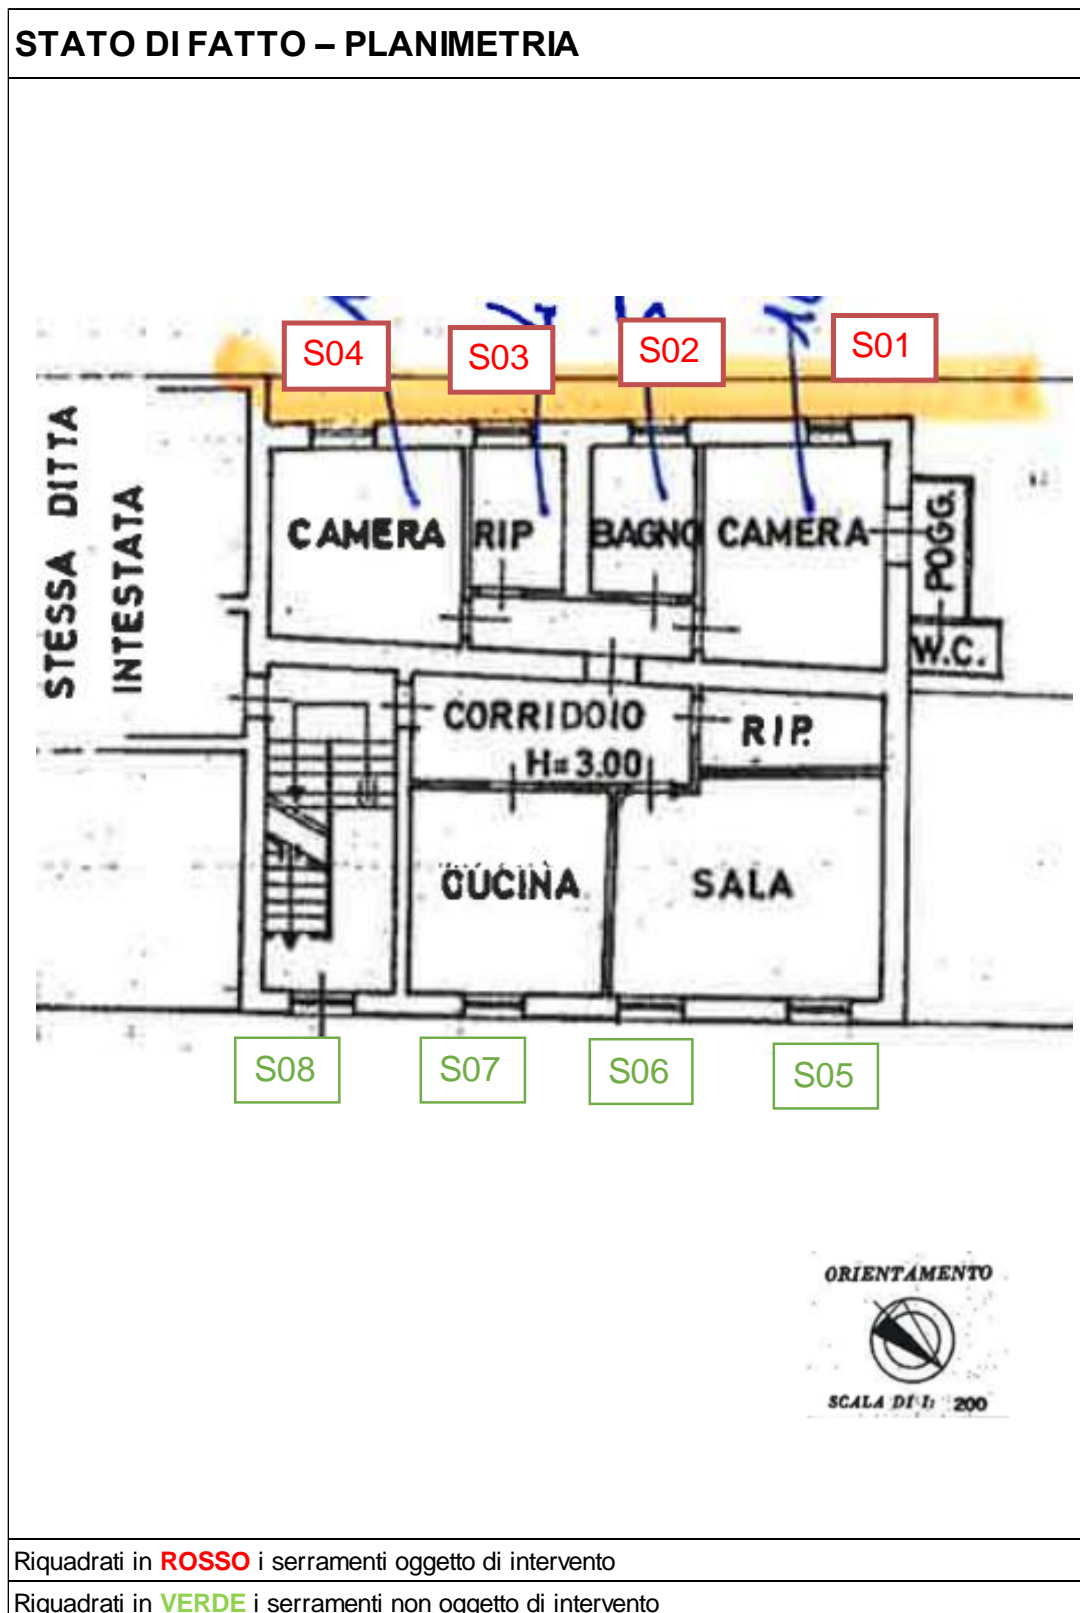 STATO DI FATTO – PLANIMETRIA
S04
S03
S02
S01
STESSA DITTA
INTESTATA
CAMERA
RIP
BAGNO
CAMERA
POGG.
W.C.
CORRIDOIO
H=3.00
RIP.
CUCINA
SALA
S08
S07
S06
S05
ORIENTAMENTO
SCALA DI 1: 200
Riquadrati in ROSSO i serramenti oggetto di intervento
Riquadrati in VERDE i serramenti non oggetto di intervento